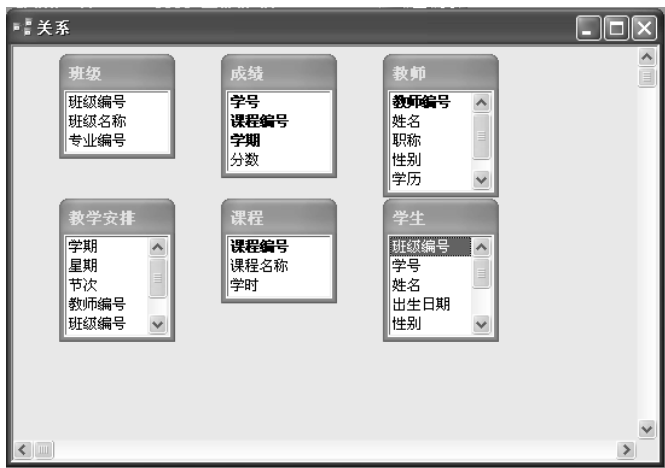 关系
班级
班级编号
班级名称
专业编号
成绩
学号
课程编号
学期
分数
教师
教师编号
姓名
职称
性别
学历
教学安排
学期
星期
节次
教师编号
班级编号
课程
课程编号
课程名称
学时
学生
班级编号
学号
姓名
出生日期
性别